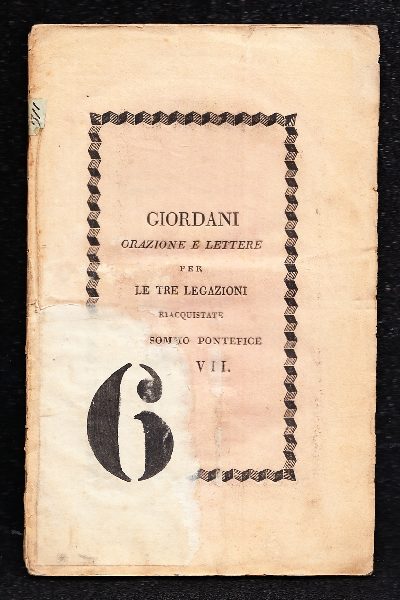 GIORDANI
ORAZIONE E LETTERE
PER
LE TRE LEGAZIONI
RIACQUISTATE
SOMMO PONTEFICE
VII.
6